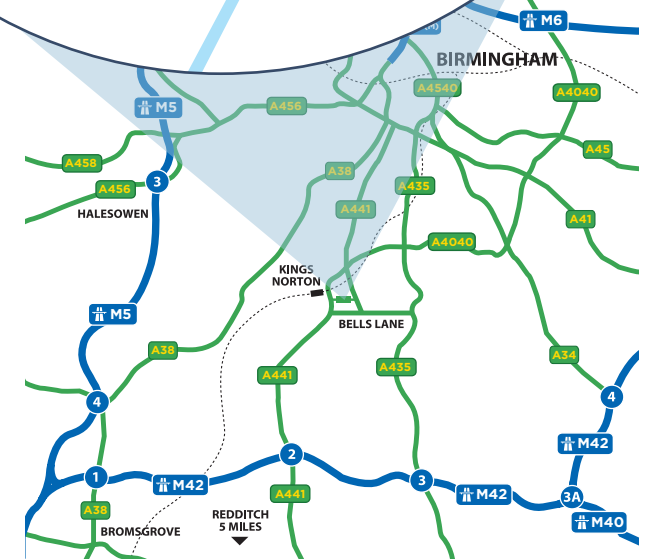 M6
BIRMINGHAM
A4540
A4040
M5
A456
A45
A458
A38
A435
A456
3
HALESOWEN
A441
A41
A4040
KINGS
NORTON
M5
BELLS LANE
A38
A34
A441
A435
4
4
M42
2
1
M42
3
M42
3A
A441
A38
REDDITCH
5 MILES
M40
BROMSGROVE